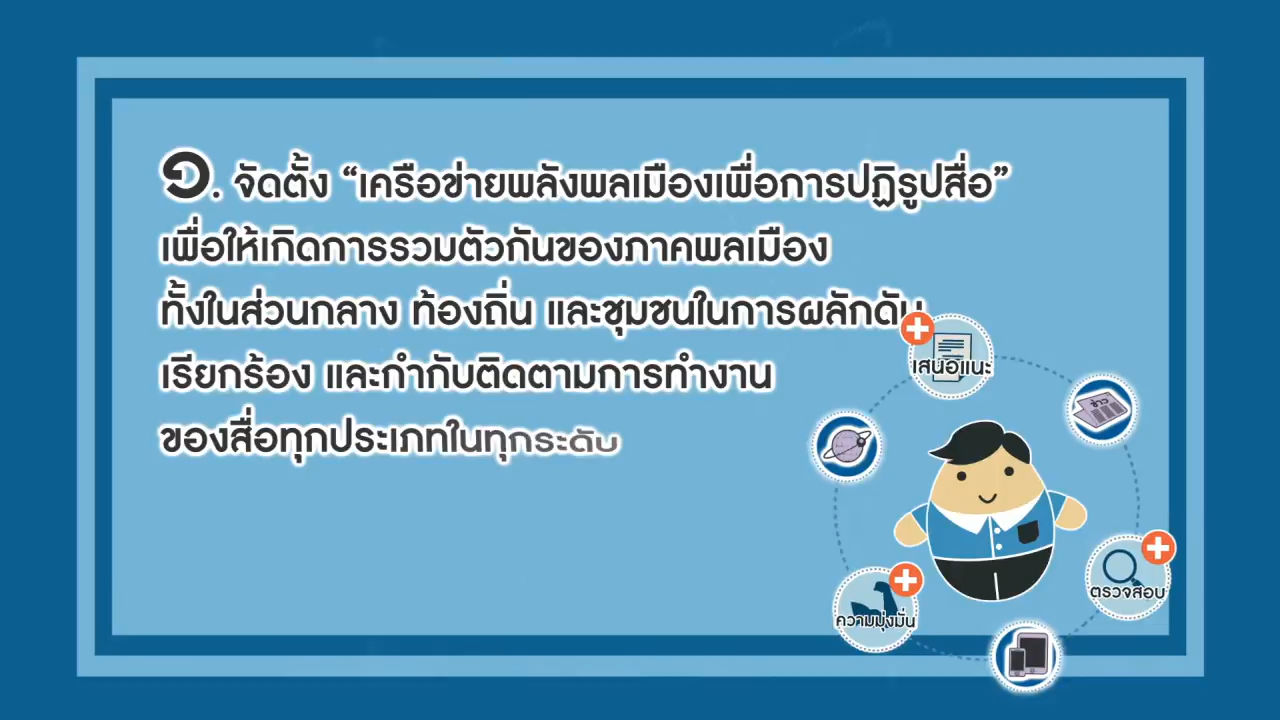 ๑. จัดตั้ง “เครือข่ายพลังพลเมืองเพื่อการปฏิรูปสื่อ”
เพื่อให้เกิดการรวมตัวกันของภาคพลเมือง
ทั้งในส่วนกลาง ท้องถิ่น และชุมชนในการผลักดัน
เรียกร้อง และกำกับติดตามการทำงาน
ของสื่อทุกประเภทในทุกระดับ
เสนอแนะ
ข่าว
ตรวจสอบ
ความมุ่งมั่น